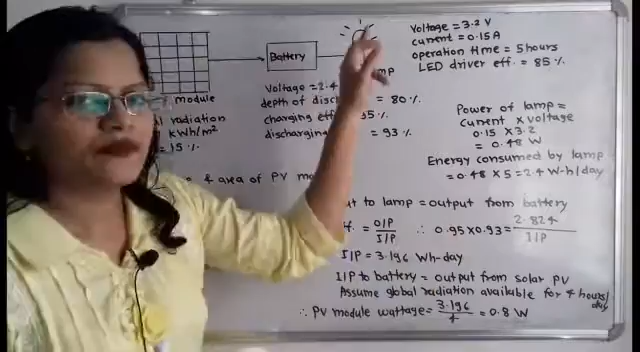 Voltage = 3.2 V
current = 0.15 A
operation time = 5 hours
LED driver eff. = 85 %
Battery
module
radiation
kWh/m²
= 15 %
Voltage = 2.4
depth of = 80 %
charging
discharging = 93 %
Power of lamp =
current x voltage
0.15 x 3.2
= 0.48 W
Energy consumed by lamp
= 0.48 x 5 = 2.4 W-h/day
& area of PV
to lamp = output from battery
= O/P / I/P ∴ 0.95 x 0.93 = 2.824 / I/P
I/P = 3.196 Wh-day
I/P to battery = output from solar PV
Assume global radiation available for 4 hours/day
∴ PV module wattage = 3.196 / 4 = 0.8 W